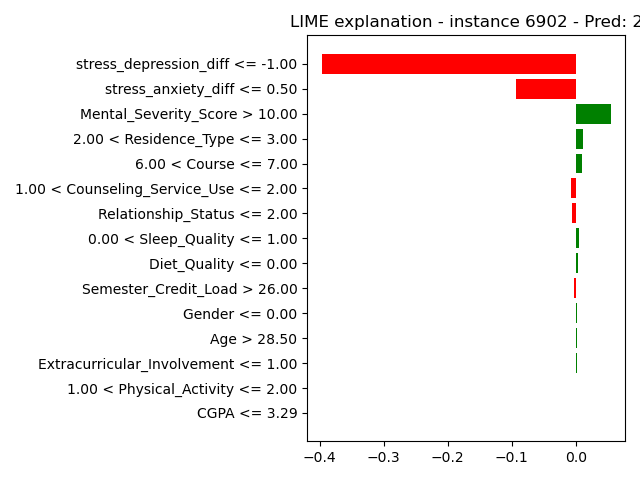 LIME explanation - instance 6902 - Pred: 2
stress_depression_diff <= -1.00
stress_anxiety_diff <= 0.50
Mental_Severity_Score > 10.00
2.00 < Residence_Type <= 3.00
6.00 < Course <= 7.00
1.00 < Counseling_Service_Use <= 2.00
Relationship_Status <= 2.00
0.00 < Sleep_Quality <= 1.00
Diet_Quality <= 0.00
Semester_Credit_Load > 26.00
Gender <= 0.00
Age > 28.50
Extracurricular_Involvement <= 1.00
1.00 < Physical_Activity <= 2.00
CGPA <= 3.29
−0.4 −0.3 −0.2 −0.1 0.0